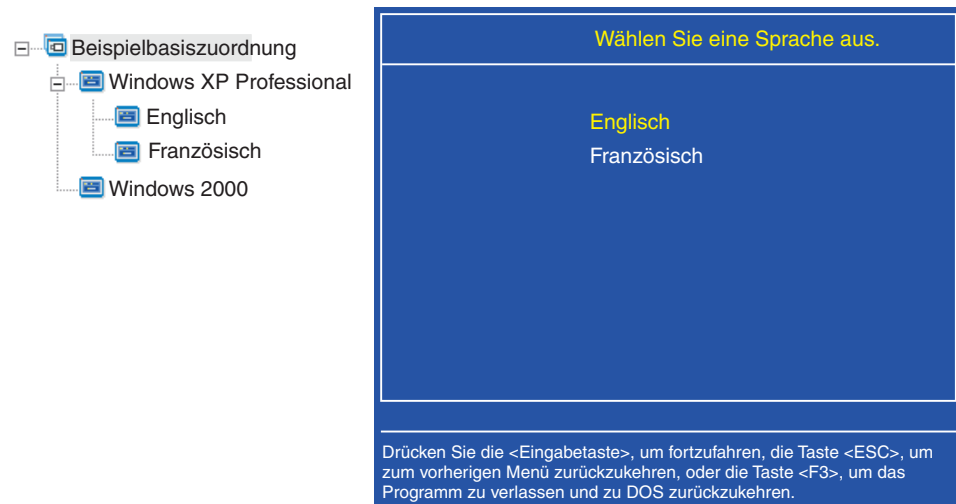 Beispielbasiszuordnung
Windows XP Professional
Englisch
Französisch
Windows 2000
Wählen Sie eine Sprache aus.
Englisch
Französisch
Drücken Sie die <Eingabetaste>, um fortzufahren, die Taste <ESC>, um
zum vorherigen Menü zurückzukehren, oder die Taste <F3>, um das
Programm zu verlassen und zu DOS zurückzukehren.